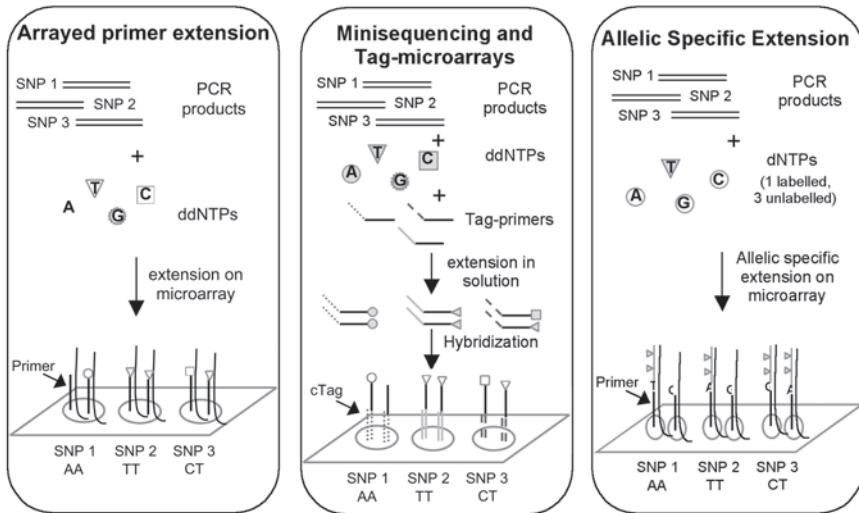 Arrayed primer extension
SNP 1
SNP 2
SNP 3
PCR
products
+
A
T
G
C
ddNTPs
extension on
microarray
Primer
SNP 1
AA
SNP 2
TT
SNP 3
CT
Minisequencing and
Tag-microarrays
SNP 1
SNP 2
SNP 3
PCR
products
+
A
T
G
C
ddNTPs
+
Tag-primers
extension in
solution
Hybridization
cTag
SNP 1
AA
SNP 2
TT
SNP 3
CT
Allelic Specific Extension
SNP 1
SNP 2
SNP 3
PCR
products
+
A
T
G
C
dNTPs
(1 labelled,
3 unlabelled)
Allelic specific
extension on
microarray
Primer
T
C
A
G
A
SNP 1
AA
SNP 2
TT
SNP 3
CT